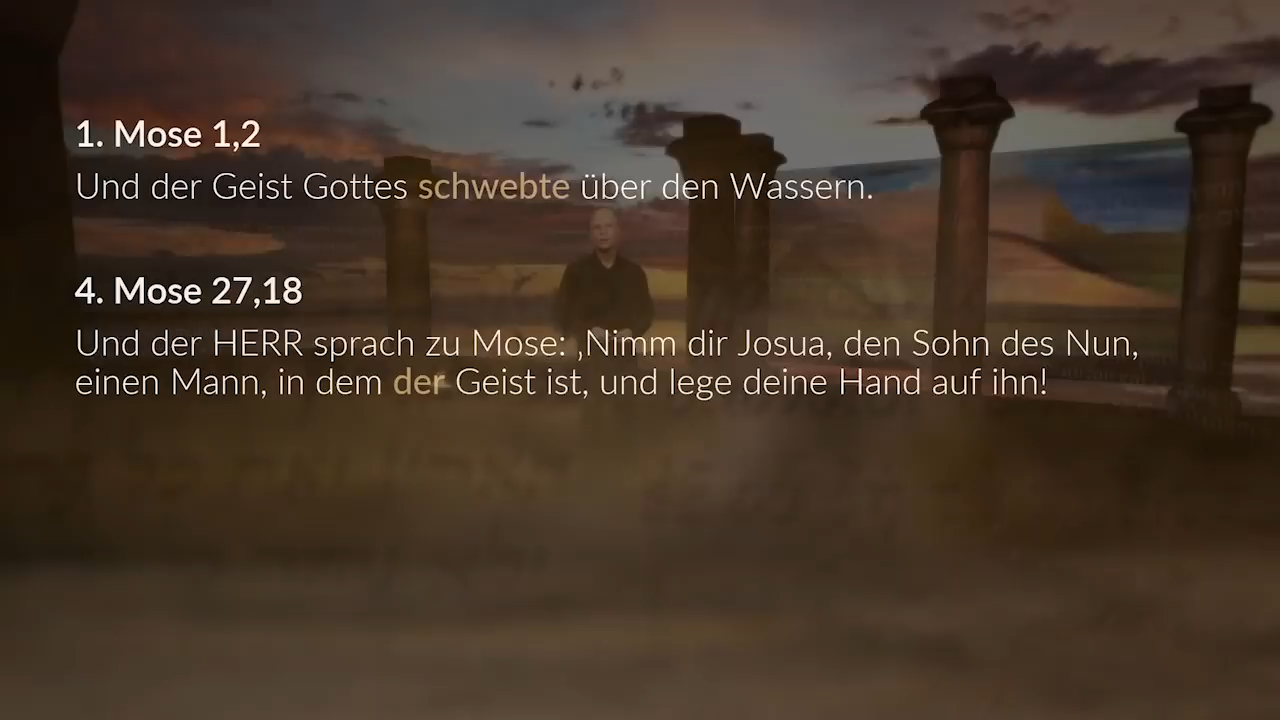 1. Mose 1,2
Und der Geist Gottes schwebte über den Wassern.
4. Mose 27,18
Und der HERR sprach zu Mose: ‚Nimm dir Josua, den Sohn des Nun,
einen Mann, in dem der Geist ist, und lege deine Hand auf ihn!